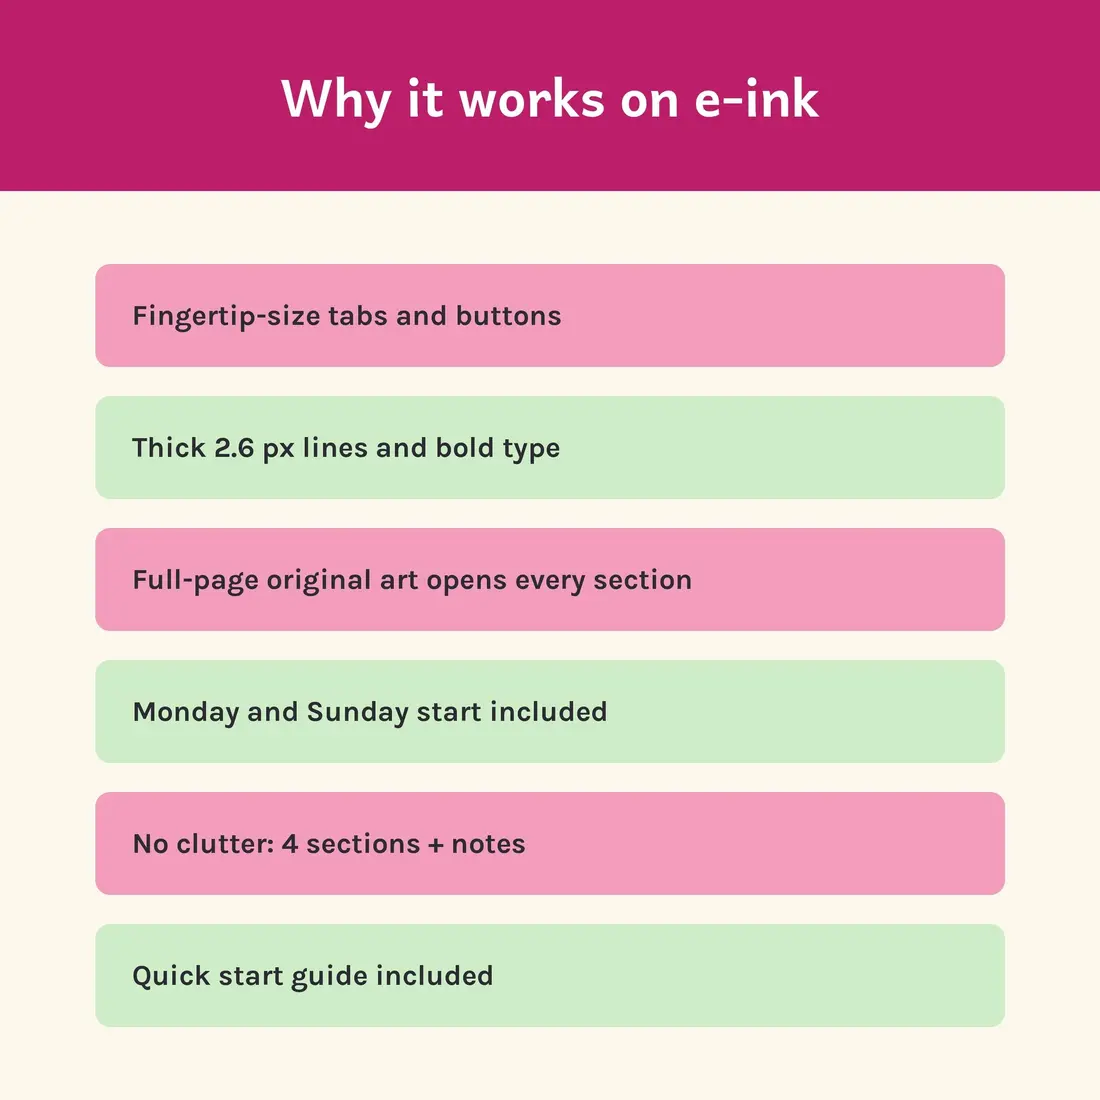 Why it works on e-ink
Fingertip-size tabs and buttons
Thick 2.6 px lines and bold type
Full-page original art opens every section
Monday and Sunday start included
No clutter: 4 sections + notes
Quick start guide included